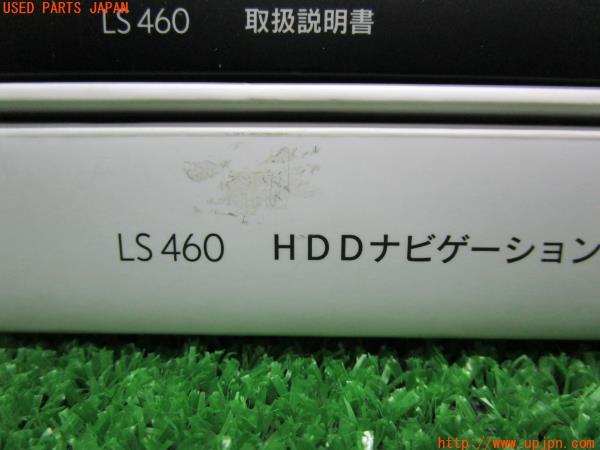 USED PARTS JAPAN
LS 460 取扱説明書
LS 460 HDDナビゲーション
http://www.upjpn.com/